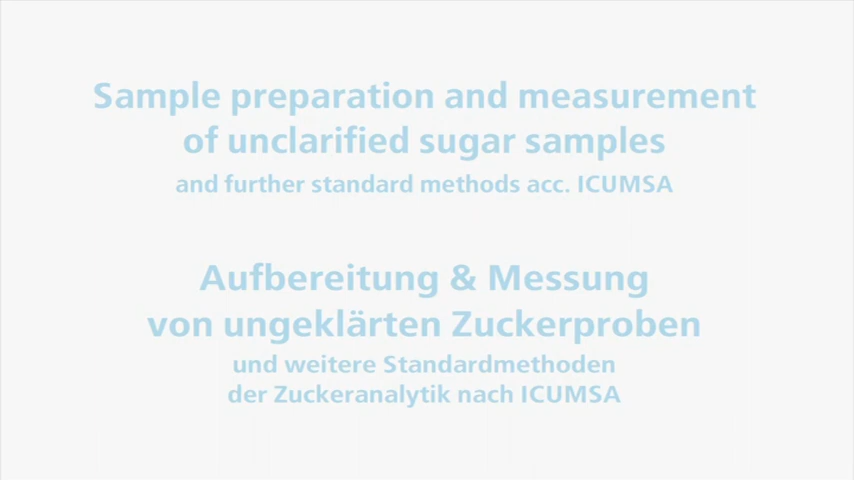 Sample preparation and measurement
of unclarified sugar samples
and further standard methods acc. ICUMSA
Aufbereitung & Messung
von ungeklärten Zuckerproben
und weitere Standardmethoden
der Zuckeranalytik nach ICUMSA